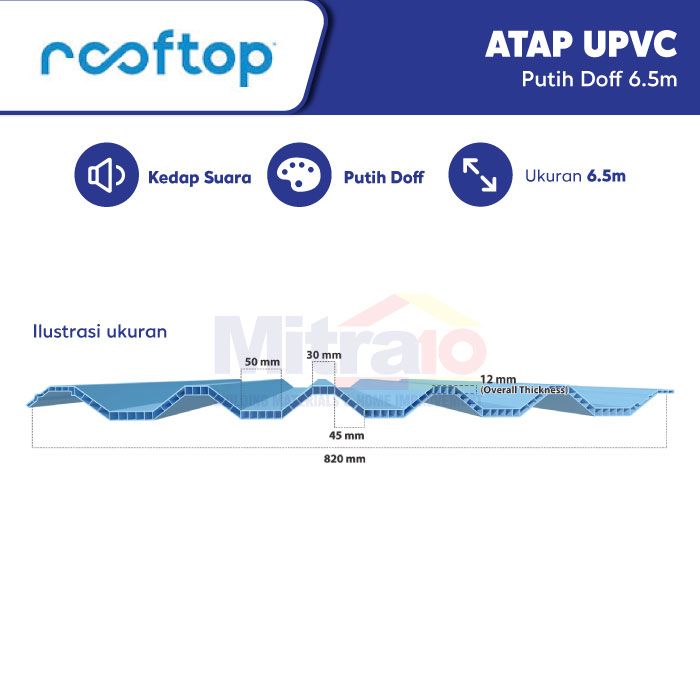 rooftop
ATAP UPVC
Putih Doff 6.5m
Kedap Suara
Putih Doff
Ukuran 6.5m
Ilustrasi ukuran
Mitra10
50 mm
30 mm
12 mm
(Overall Thickness)
45 mm
820 mm